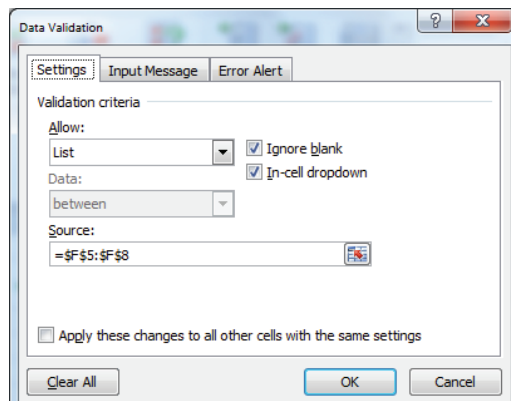 Data Validation
?
X
Settings Input Message Error Alert
Validation criteria
Allow:
List
Ignore blank
Data:
In-cell dropdown
between
Source:
=$F$5:$F$8
Apply these changes to all other cells with the same settings
Clear All OK Cancel